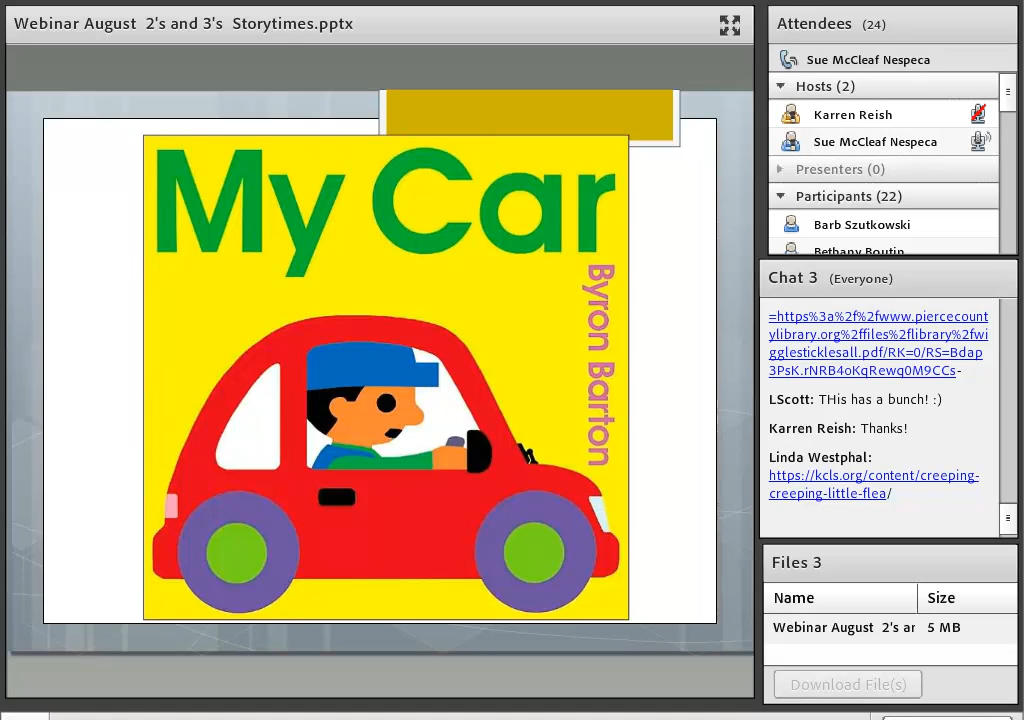 Webinar August 2's and 3's Storytimes.pptx
My Car
Byron Barton
Attendees (24)
Sue McCleaf Nespeca
Hosts (2)
Karren Reish
Sue McCleaf Nespeca
Presenters (0)
Participants (22)
Barb Szutkowski
Bethany Boutin
Chat 3 (Everyone)
=https%3a%2f%2fwww.piercecount
ylibrary.org%2ffiles%2flibrary%2fwi
gglesticklesall.pdf/RK=0/RS=Bdap
3PsK.rNRB4oKqRewq0M9CCs-
LScott: THis has a bunch! :)
Karren Reish: Thanks!
Linda Westphal:
https://kcls.org/content/creeping-
creeping-little-flea/
Files 3
Name Size
Webinar August 2's ar 5 MB
Download File(s)